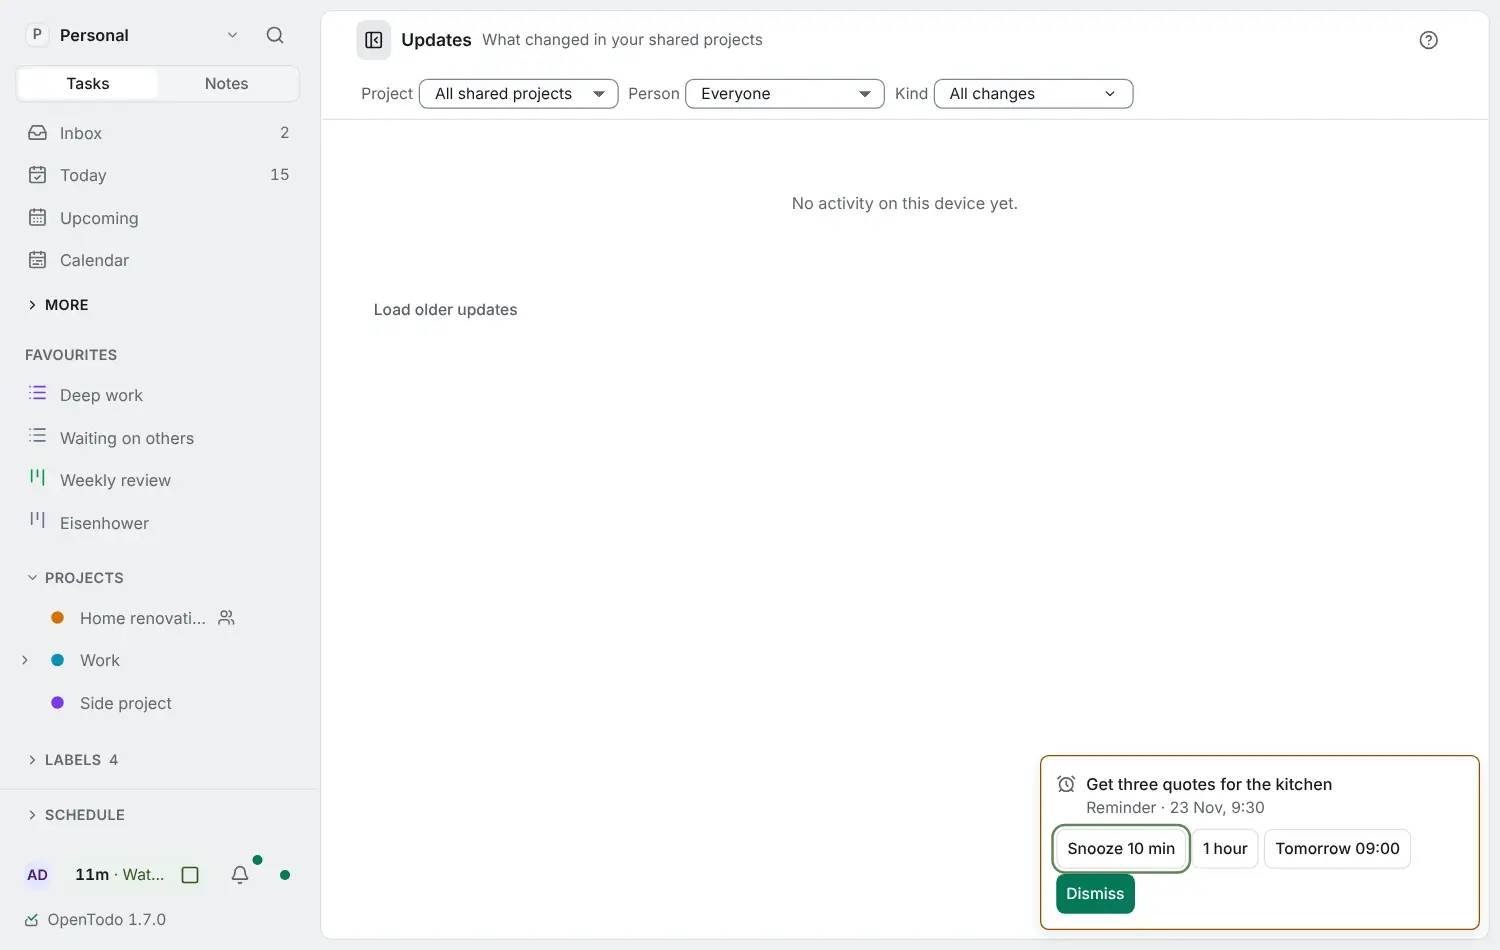 P Personal
Tasks Notes
Inbox 2
Today 15
Upcoming
Calendar
MORE
FAVOURITES
Deep work
Waiting on others
Weekly review
Eisenhower
PROJECTS
Home renovati...
Work
Side project
LABELS 4
SCHEDULE
AD 11m · Wat...
OpenTodo 1.7.0
Updates What changed in your shared projects
Project All shared projects Person Everyone Kind All changes
No activity on this device yet.
Load older updates
Get three quotes for the kitchen
Reminder · 23 Nov, 9:30
Snooze 10 min 1 hour Tomorrow 09:00
Dismiss